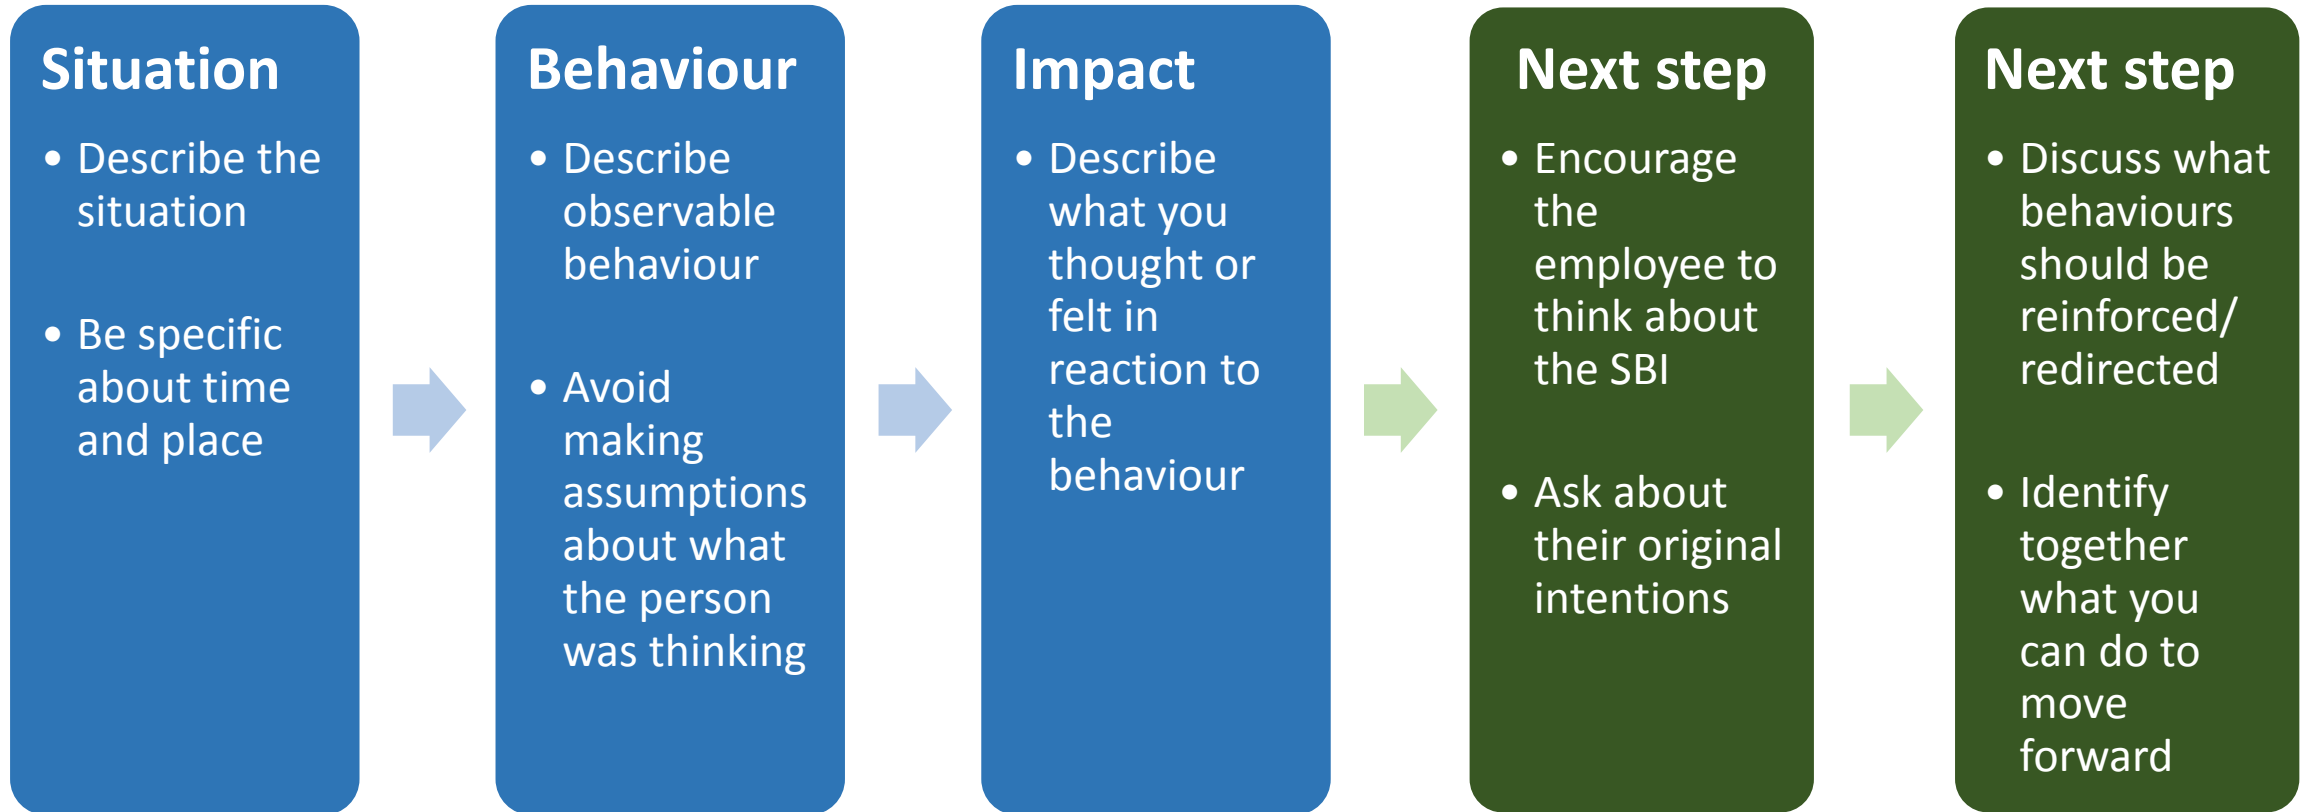 Situation
• Describe the
situation
• Be specific
about time
and place
Behaviour
• Describe
observable
behaviour
• Avoid
making
assumptions
about what
the person
was thinking
Impact
• Describe
what you
thought or
felt in
reaction to
the
behaviour
Next step
• Encourage
the
employee to
think about
the SBI
• Ask about
their original
intentions
Next step
• Discuss what
behaviours
should be
reinforced/
redirected
• Identify
together
what you
can do to
move
forward